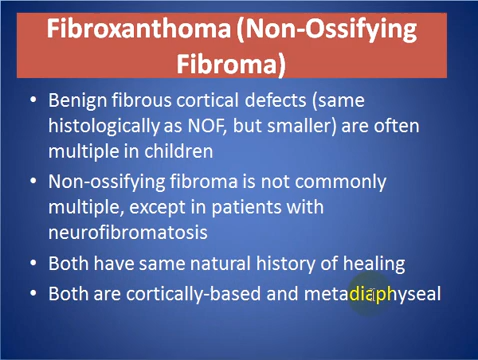 Fibroxanthoma (Non-Ossifying
Fibroma)
• Benign fibrous cortical defects (same
histologically as NOF, but smaller) are often
multiple in children
• Non-ossifying fibroma is not commonly
multiple, except in patients with
neurofibromatosis
• Both have same natural history of healing
• Both are cortically-based and metadiaphyseal